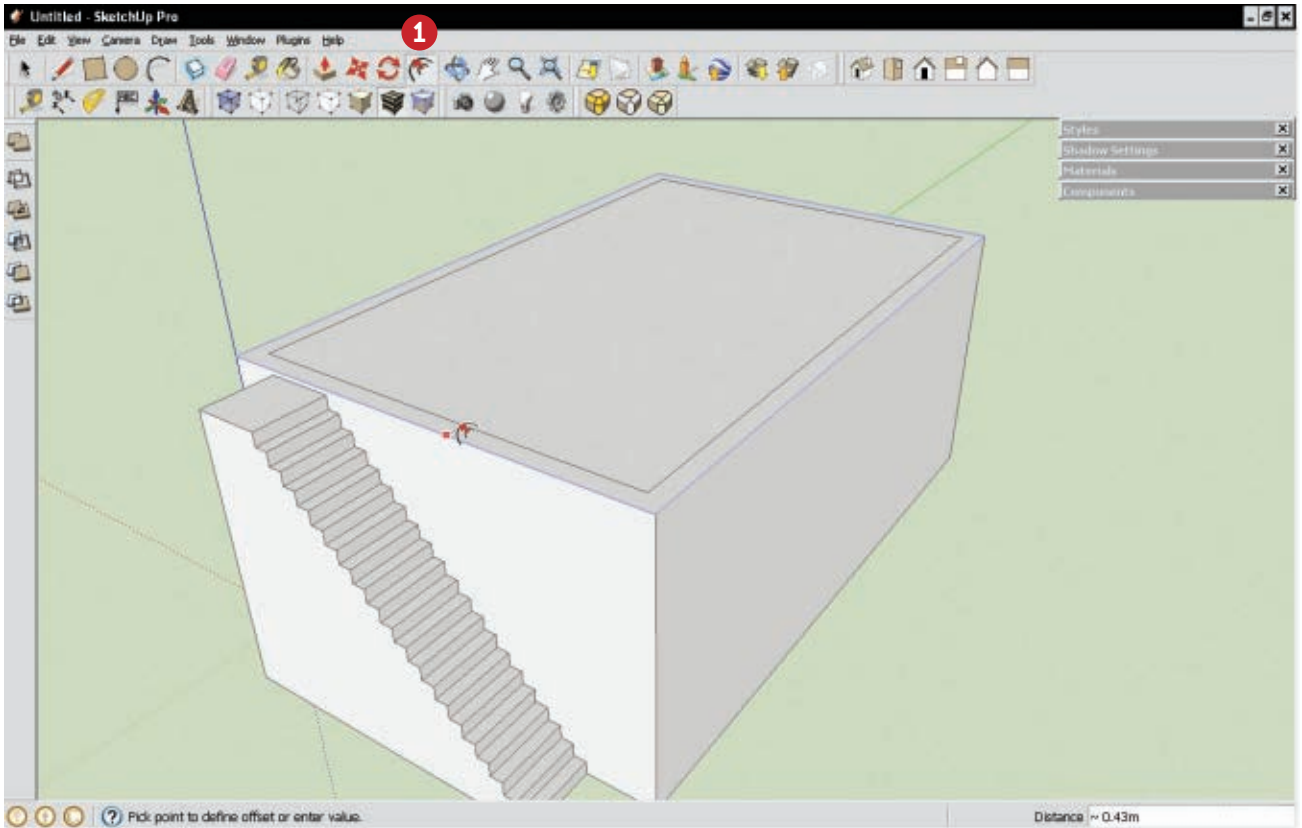 Untitled - SketchUp Pro
1
File Edit View Camera Draw Tools Window Plugins Help
Styles
Shadow Settings
Materials
Components
Pick point to define offset or enter value.
Distance ~ 0.43m